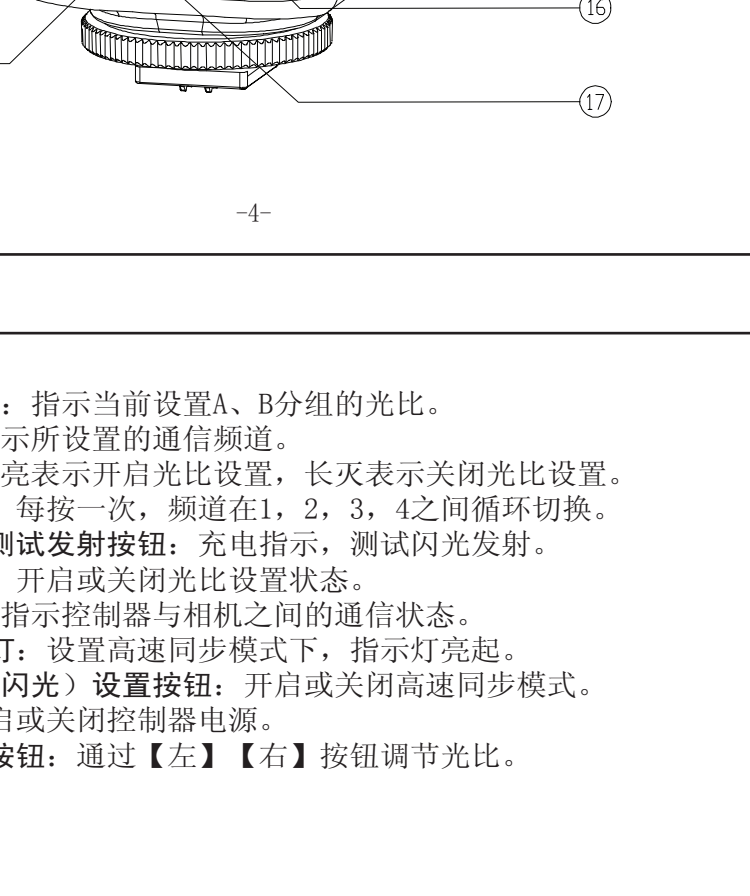 16
17
-4-
：指示当前设置A、B分组的光比。
示所设置的通信频道。
亮表示开启光比设置，长灭表示关闭光比设置。
每按一次，频道在1，2，3，4之间循环切换。
测试发射按钮：充电指示，测试闪光发射。
开启或关闭光比设置状态。
指示控制器与相机之间的通信状态。
灯：设置高速同步模式下，指示灯亮起。
闪光）设置按钮：开启或关闭高速同步模式。
启或关闭控制器电源。
按钮：通过【左】【右】按钮调节光比。